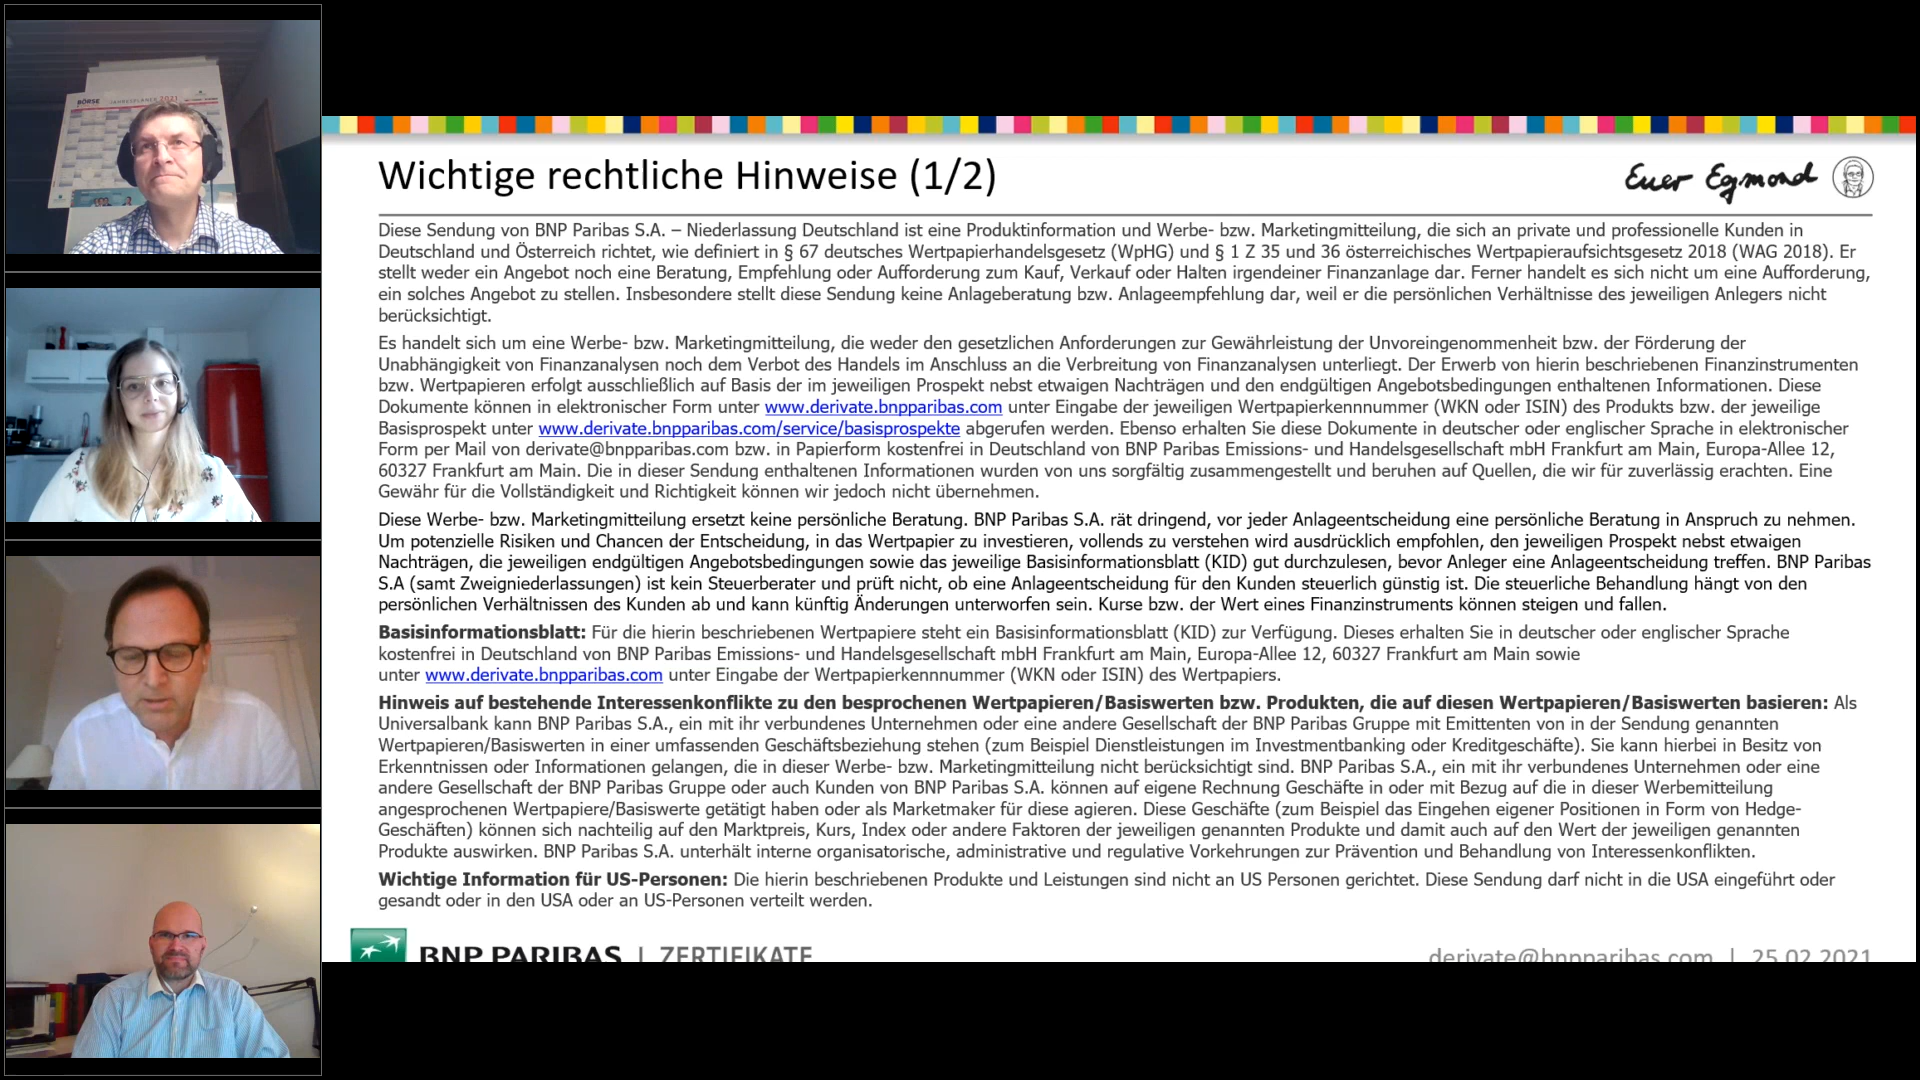 BÖRSE JAHRESPLANER 2021
Wichtige rechtliche Hinweise (1/2)
Euer Egmond
Diese Sendung von BNP Paribas S.A. – Niederlassung Deutschland ist eine Produktinformation und Werbe- bzw. Marketingmitteilung, die sich an private und professionelle Kunden in
Deutschland und Österreich richtet, wie definiert in § 67 deutsches Wertpapierhandelsgesetz (WpHG) und § 1 Z 35 und 36 österreichisches Wertpapieraufsichtsgesetz 2018 (WAG 2018). Er
stellt weder ein Angebot noch eine Beratung, Empfehlung oder Aufforderung zum Kauf, Verkauf oder Halten irgendeiner Finanzanlage dar. Ferner handelt es sich nicht um eine Aufforderung,
ein solches Angebot zu stellen. Insbesondere stellt diese Sendung keine Anlageberatung bzw. Anlageempfehlung dar, weil er die persönlichen Verhältnisse des jeweiligen Anlegers nicht
berücksichtigt.
Es handelt sich um eine Werbe- bzw. Marketingmitteilung, die weder den gesetzlichen Anforderungen zur Gewährleistung der Unvoreingenommenheit bzw. der Förderung der
Unabhängigkeit von Finanzanalysen noch dem Verbot des Handels im Anschluss an die Verbreitung von Finanzanalysen unterliegt. Der Erwerb von hierin beschriebenen Finanzinstrumenten
bzw. Wertpapieren erfolgt ausschließlich auf Basis der im jeweiligen Prospekt nebst etwaigen Nachträgen und den endgültigen Angebotsbedingungen enthaltenen Informationen. Diese
Dokumente können in elektronischer Form unter www.derivate.bnpparibas.com unter Eingabe der jeweiligen Wertpapierkennnummer (WKN oder ISIN) des Produkts bzw. der jeweilige
Basisprospekt unter www.derivate.bnpparibas.com/service/basisprospekte abgerufen werden. Ebenso erhalten Sie diese Dokumente in deutscher oder englischer Sprache in elektronischer
Form per Mail von derivate@bnpparibas.com bzw. in Papierform kostenfrei in Deutschland von BNP Paribas Emissions- und Handelsgesellschaft mbH Frankfurt am Main, Europa-Allee 12,
60327 Frankfurt am Main. Die in dieser Sendung enthaltenen Informationen wurden von uns sorgfältig zusammengestellt und beruhen auf Quellen, die wir für zuverlässig erachten. Eine
Gewähr für die Vollständigkeit und Richtigkeit können wir jedoch nicht übernehmen.
Diese Werbe- bzw. Marketingmitteilung ersetzt keine persönliche Beratung. BNP Paribas S.A. rät dringend, vor jeder Anlageentscheidung eine persönliche Beratung in Anspruch zu nehmen.
Um potenzielle Risiken und Chancen der Entscheidung, in das Wertpapier zu investieren, vollends zu verstehen wird ausdrücklich empfohlen, den jeweiligen Prospekt nebst etwaigen
Nachträgen, die jeweiligen endgültigen Angebotsbedingungen sowie das jeweilige Basisinformationsblatt (KID) gut durchzulesen, bevor Anleger eine Anlageentscheidung treffen. BNP Paribas
S.A (samt Zweigniederlassungen) ist kein Steuerberater und prüft nicht, ob eine Anlageentscheidung für den Kunden steuerlich günstig ist. Die steuerliche Behandlung hängt von den
persönlichen Verhältnissen des Kunden ab und kann künftig Änderungen unterworfen sein. Kurse bzw. der Wert eines Finanzinstruments können steigen und fallen.
Basisinformationsblatt: Für die hierin beschriebenen Wertpapiere steht ein Basisinformationsblatt (KID) zur Verfügung. Dieses erhalten Sie in deutscher oder englischer Sprache
kostenfrei in Deutschland von BNP Paribas Emissions- und Handelsgesellschaft mbH Frankfurt am Main, Europa-Allee 12, 60327 Frankfurt am Main sowie
unter www.derivate.bnpparibas.com unter Eingabe der Wertpapierkennnummer (WKN oder ISIN) des Wertpapiers.
Hinweis auf bestehende Interessenkonflikte zu den besprochenen Wertpapieren/Basiswerten bzw. Produkten, die auf diesen Wertpapieren/Basiswerten basieren: Als
Universalbank kann BNP Paribas S.A., ein mit ihr verbundenes Unternehmen oder eine andere Gesellschaft der BNP Paribas Gruppe mit Emittenten von in der Sendung genannten
Wertpapieren/Basiswerten in einer umfassenden Geschäftsbeziehung stehen (zum Beispiel Dienstleistungen im Investmentbanking oder Kreditgeschäfte). Sie kann hierbei in Besitz von
Erkenntnissen oder Informationen gelangen, die in dieser Werbe- bzw. Marketingmitteilung nicht berücksichtigt sind. BNP Paribas S.A., ein mit ihr verbundenes Unternehmen oder eine
andere Gesellschaft der BNP Paribas Gruppe oder auch Kunden von BNP Paribas S.A. können auf eigene Rechnung Geschäfte in oder mit Bezug auf die in dieser Werbemitteilung
angesprochenen Wertpapiere/Basiswerte getätigt haben oder als Marketmaker für diese agieren. Diese Geschäfte (zum Beispiel das Eingehen eigener Positionen in Form von Hedge-
Geschäften) können sich nachteilig auf den Marktpreis, Kurs, Index oder andere Faktoren der jeweiligen genannten Produkte und damit auch auf den Wert der jeweiligen genannten
Produkte auswirken. BNP Paribas S.A. unterhält interne organisatorische, administrative und regulative Vorkehrungen zur Prävention und Behandlung von Interessenkonflikten.
Wichtige Information für US-Personen: Die hierin beschriebenen Produkte und Leistungen sind nicht an US Personen gerichtet. Diese Sendung darf nicht in die USA eingeführt oder
gesandt oder in den USA oder an US-Personen verteilt werden.
BNP PARIBAS | ZERTIFIKATE
derivate@bnpparibas.com | 25.02.2021